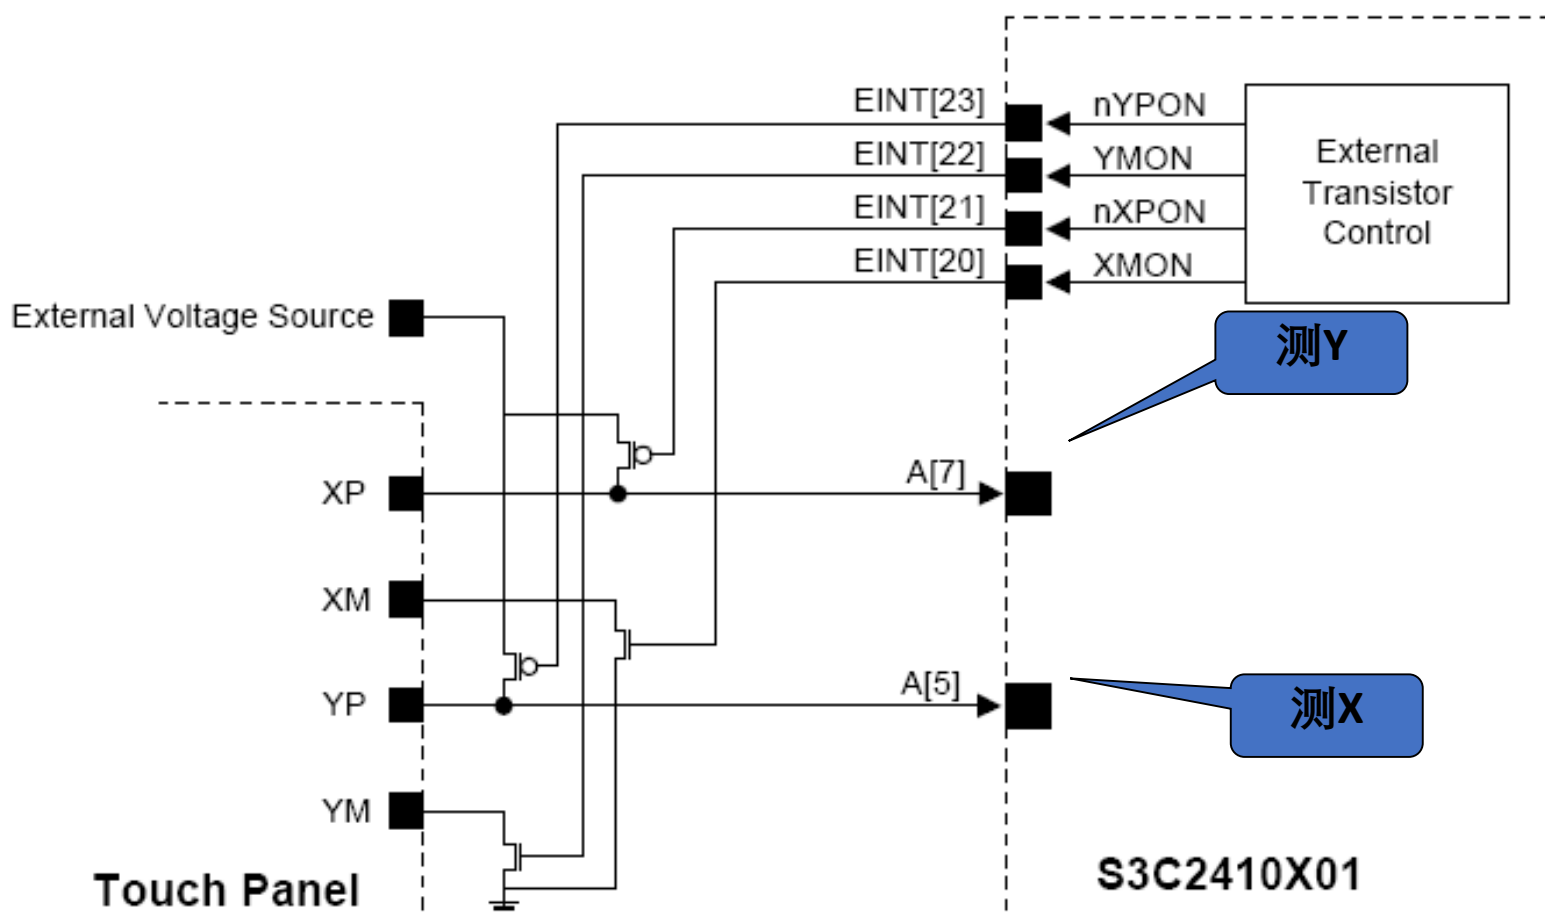 EINT[23] nYPON
EINT[22] YMON
EINT[21] nXPON
EINT[20] XMON
External
Transistor
Control
External Voltage Source
测Y
XP
A[7]
XM
YP
A[5]
测X
YM
Touch Panel
S3C2410X01